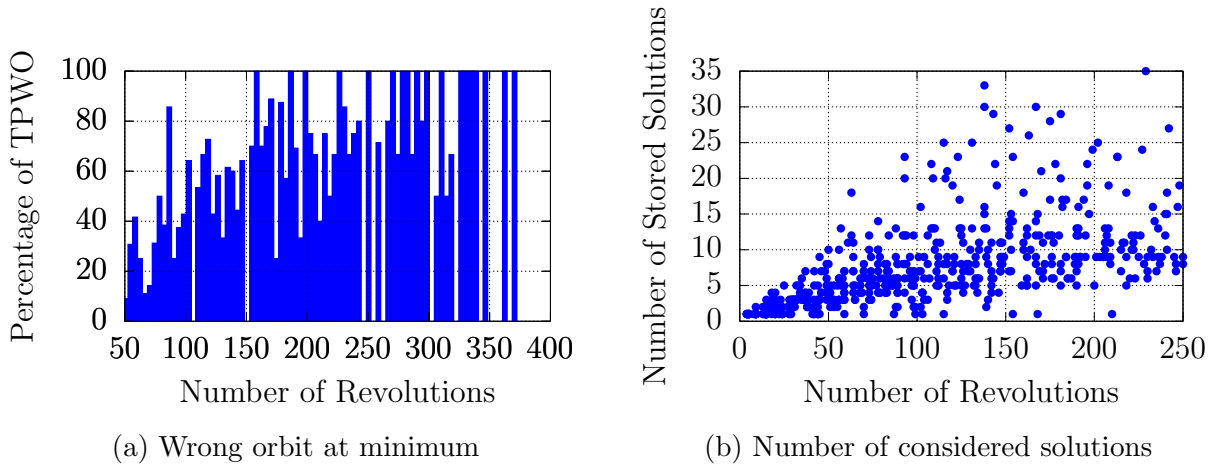 Percentage of TPWO
100
80
60
40
20
0
50 100 150 200 250 300 350 400
Number of Revolutions
(a) Wrong orbit at minimum
Number of Stored Solutions
35
30
25
20
15
10
5
0
0 50 100 150 200 250
Number of Revolutions
(b) Number of considered solutions